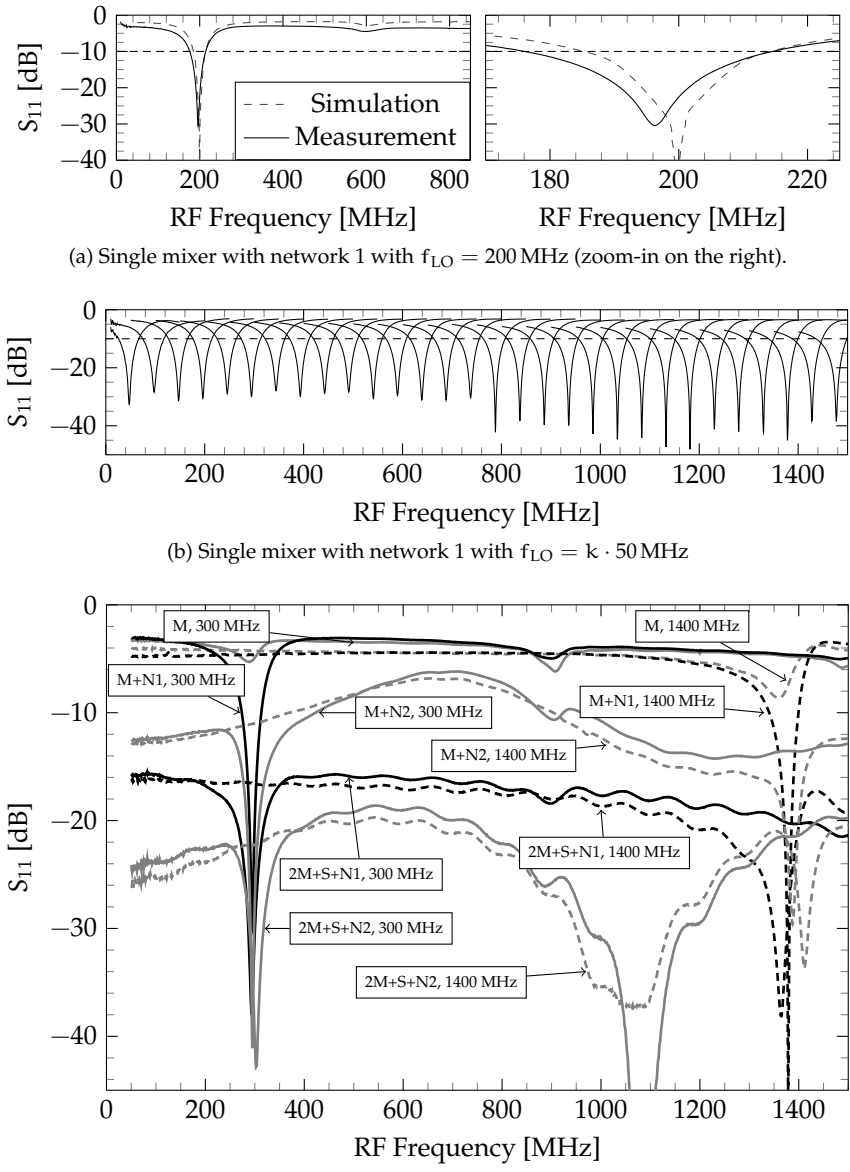 0
−10
−20
−30
−40
S11 [dB]
Simulation
Measurement
0 200 400 600 800
180 200 220
RF Frequency [MHz]
RF Frequency [MHz]
(a) Single mixer with network 1 with fLO = 200 MHz (zoom-in on the right).
0
−20
−40
S11 [dB]
0 200 400 600 800 1000 1200 1400
RF Frequency [MHz]
(b) Single mixer with network 1 with fLO = k · 50 MHz
0
−10
−20
−30
−40
S11 [dB]
M, 300 MHz
M, 1400 MHz
M+N1, 300 MHz
M+N1, 1400 MHz
M+N2, 300 MHz
M+N2, 1400 MHz
2M+S+N1, 1400 MHz
2M+S+N1, 300 MHz
2M+S+N2, 300 MHz
2M+S+N2, 1400 MHz
0 200 400 600 800 1000 1200 1400
RF Frequency [MHz]